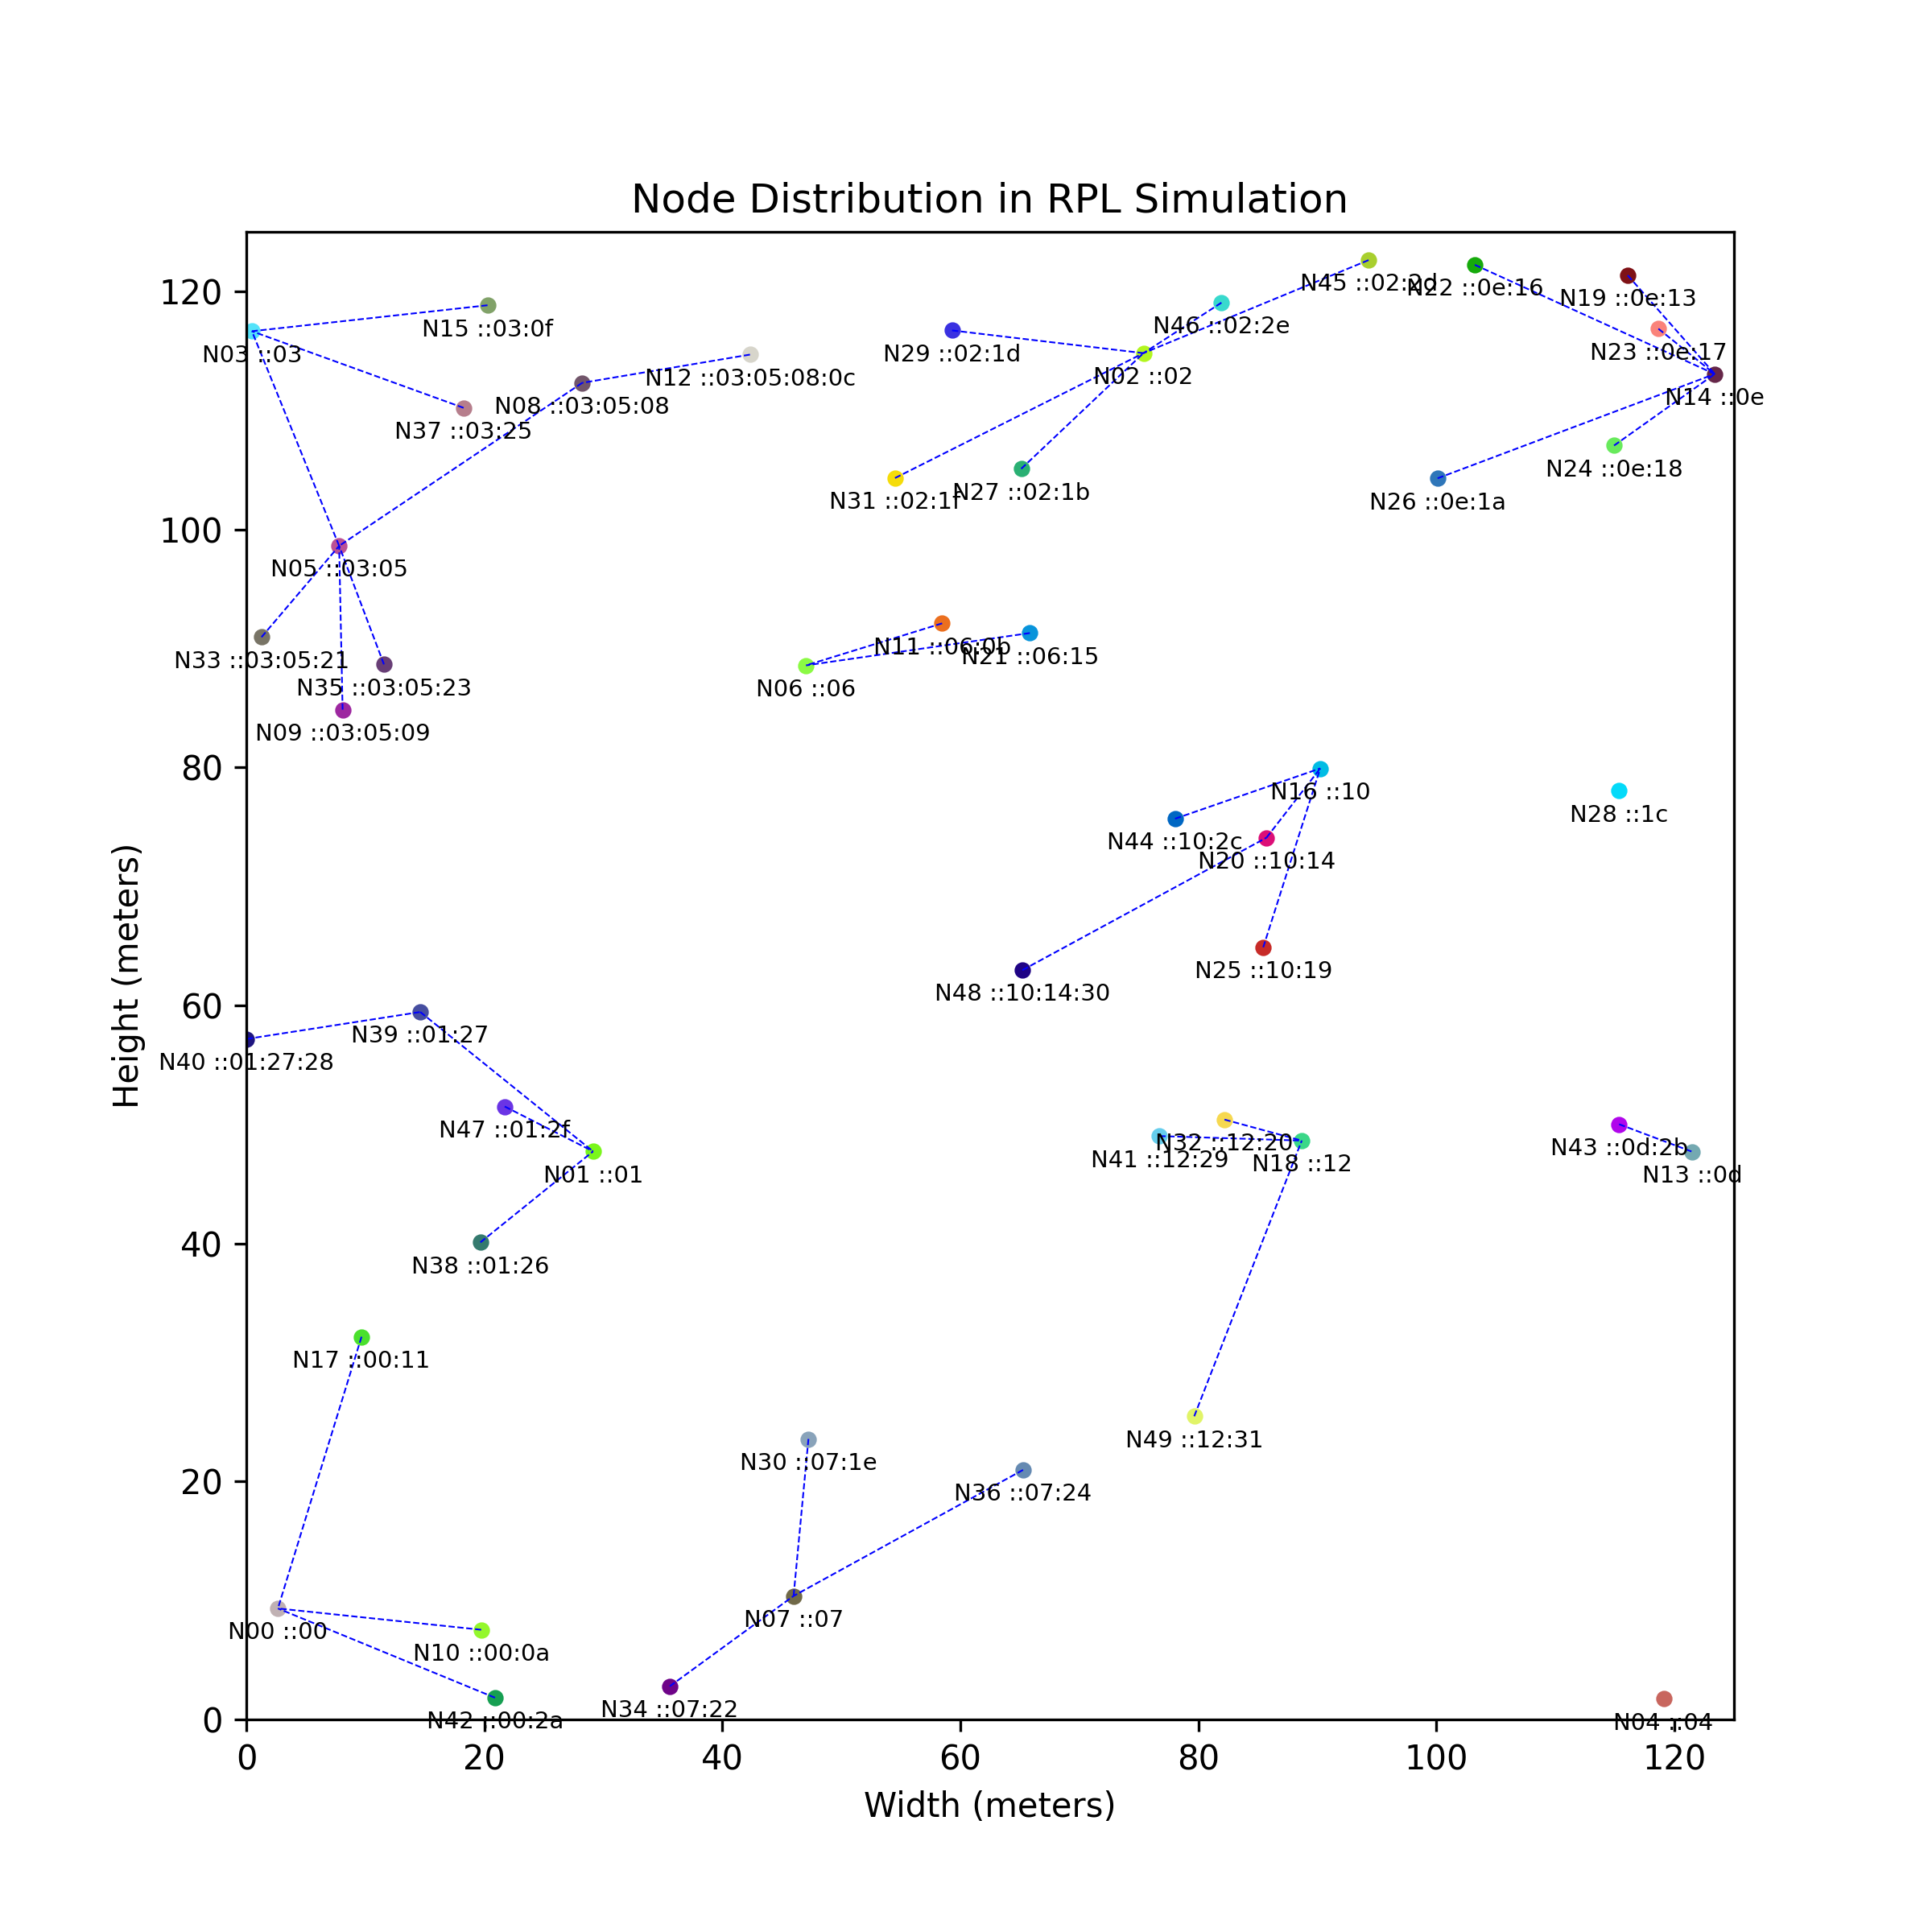 Node Distribution in RPL Simulation
120
100
80
60
40
20
0
0 20 40 60 80 100 120
Height (meters)
Width (meters)
N45 ::02:2d
N22 ::0e:16
N19 ::0e:13
N15 ::03:0f
N46 ::02:2e
N03 ::03
N29 ::02:1d
N23 ::0e:17
N12 ::03:05:08:0c
N02 ::02
N14 ::0e
N08 ::03:05:08
N37 ::03:25
N24 ::0e:18
N31 ::02:1f
N27 ::02:1b
N26 ::0e:1a
N05 ::03:05
N11 ::06:0b
N21 ::06:15
N33 ::03:05:21
N35 ::03:05:23
N06 ::06
N09 ::03:05:09
N16 ::10
N28 ::1c
N44 ::10:2c
N20 ::10:14
N25 ::10:19
N48 ::10:14:30
N39 ::01:27
N40 ::01:27:28
N47 ::01:2f
N32 ::12:20
N43 ::0d:2b
N41 ::12:29
N18 ::12
N01 ::01
N13 ::0d
N38 ::01:26
N17 ::00:11
N49 ::12:31
N30 ::07:1e
N36 ::07:24
N07 ::07
N00 ::00
N10 ::00:0a
N34 ::07:22
N42 ::00:2a
N04 ::04